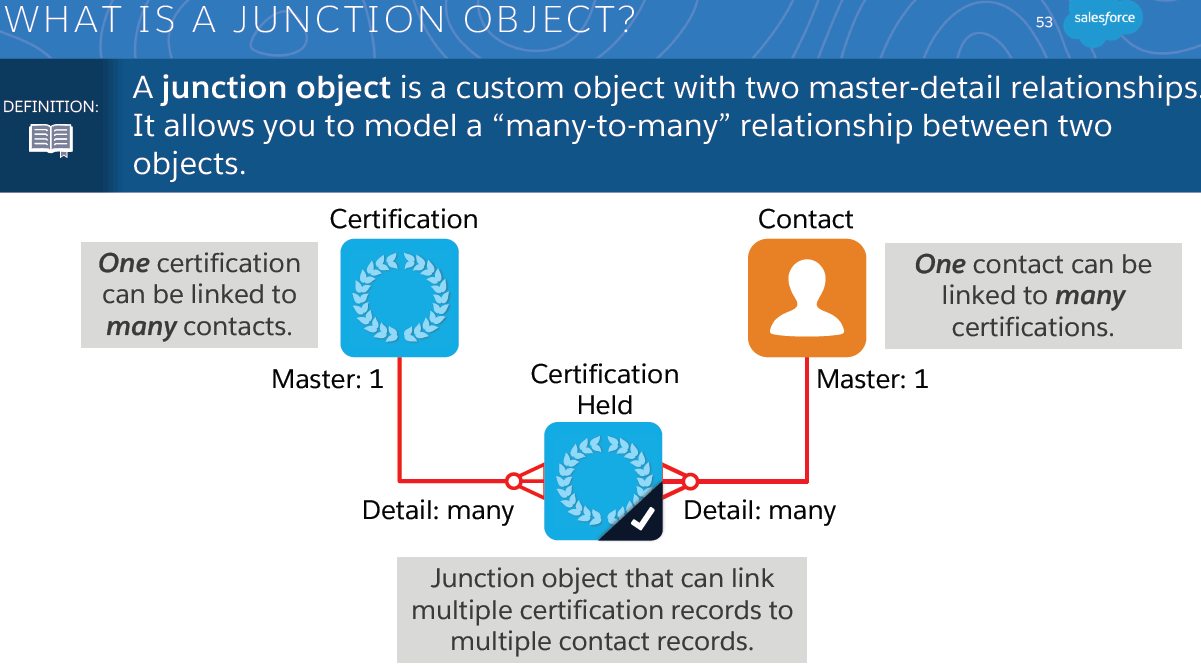 WHAT IS A JUNCTION OBJECT?
53
salesforce
DEFINITION:
A junction object is a custom object with two master-detail relationships.
It allows you to model a “many-to-many” relationship between two
objects.
Certification
Contact
One certification
can be linked to
many contacts.
One contact can be
linked to many
certifications.
Master: 1
Certification
Held
Master: 1
Detail: many
Detail: many
Junction object that can link
multiple certification records to
multiple contact records.